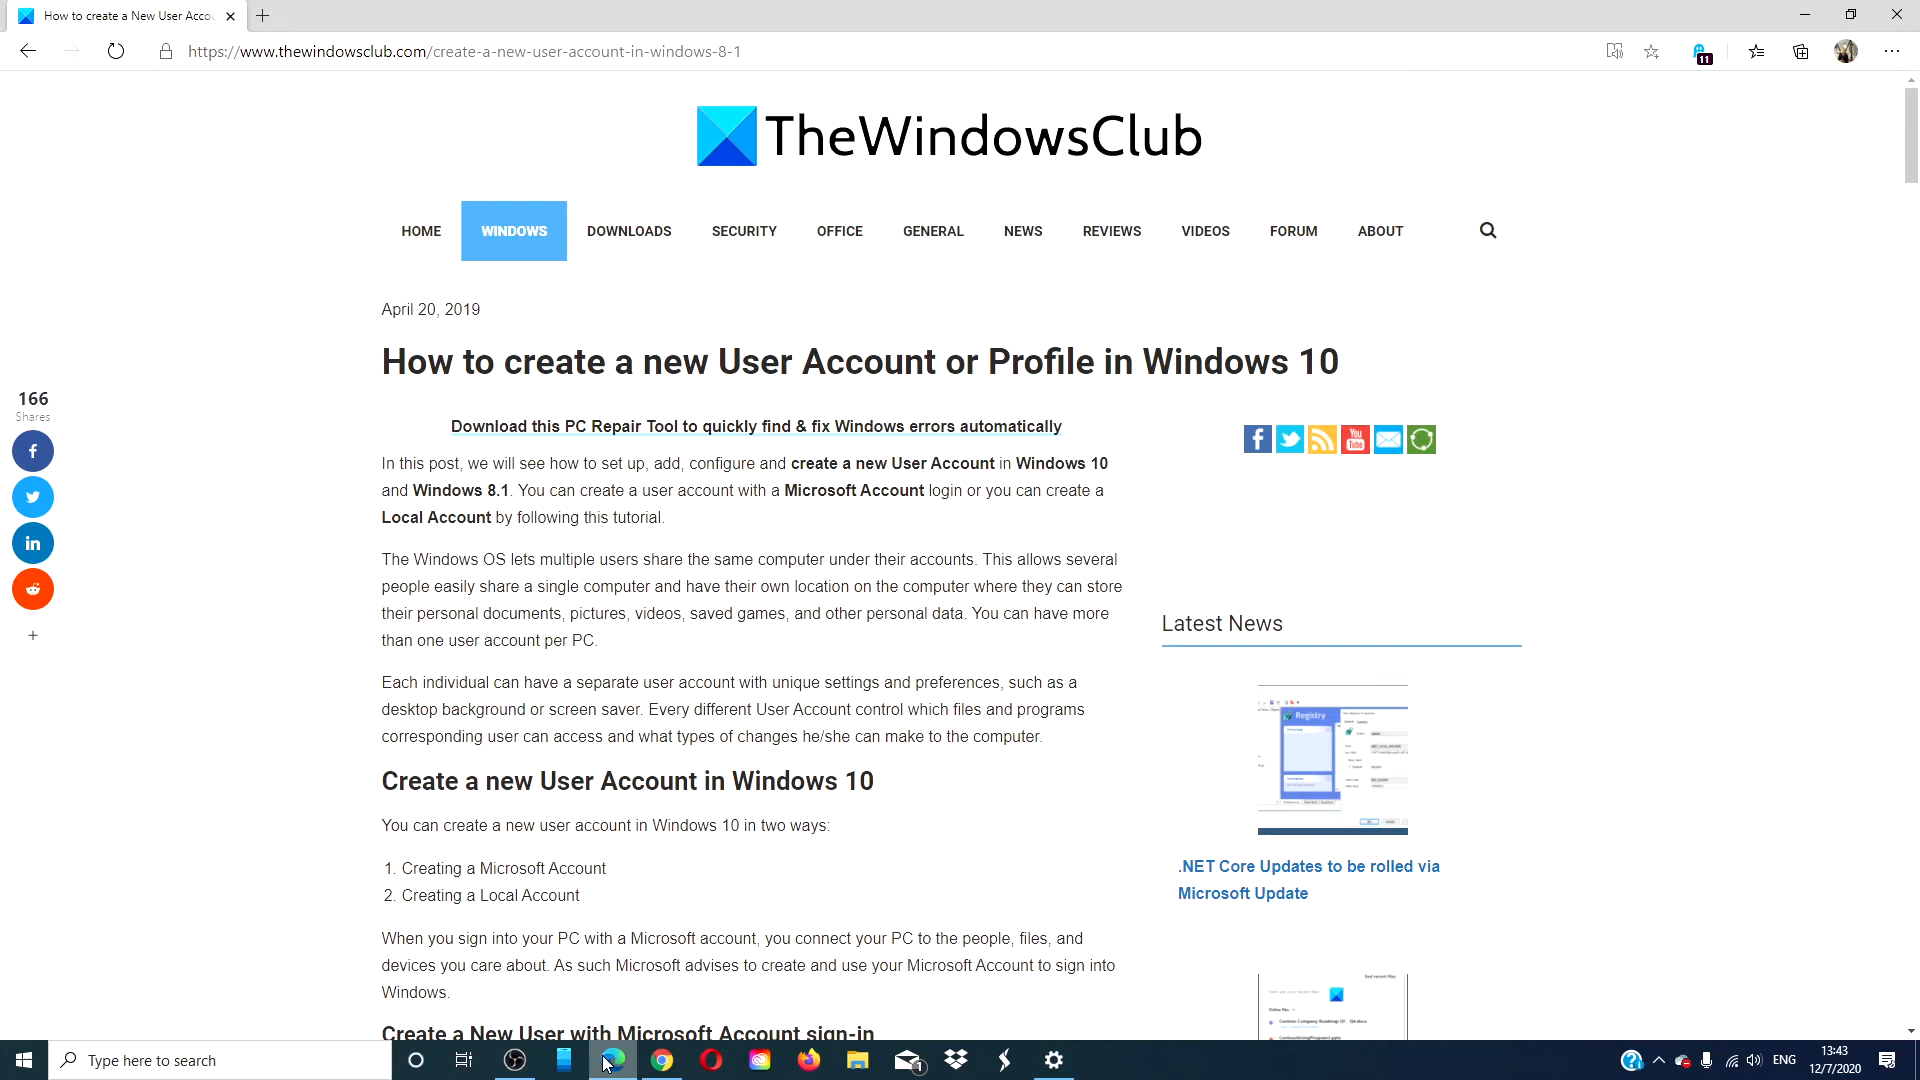 How to create a New User Acco
https://www.thewindowsclub.com/create-a-new-user-account-in-windows-8-1
11
TheWindowsClub
HOME WINDOWS DOWNLOADS SECURITY OFFICE GENERAL NEWS REVIEWS VIDEOS FORUM ABOUT
April 20, 2019
How to create a new User Account or Profile in Windows 10
166
Shares
Download this PC Repair Tool to quickly find & fix Windows errors automatically
In this post, we will see how to set up, add, configure and create a new User Account in Windows 10
and Windows 8.1. You can create a user account with a Microsoft Account login or you can create a
Local Account by following this tutorial.
The Windows OS lets multiple users share the same computer under their accounts. This allows several
people easily share a single computer and have their own location on the computer where they can store
their personal documents, pictures, videos, saved games, and other personal data. You can have more
than one user account per PC.
Each individual can have a separate user account with unique settings and preferences, such as a
desktop background or screen saver. Every different User Account control which files and programs
corresponding user can access and what types of changes he/she can make to the computer.
Create a new User Account in Windows 10
You can create a new user account in Windows 10 in two ways:
1. Creating a Microsoft Account
2. Creating a Local Account
When you sign into your PC with a Microsoft account, you connect your PC to the people, files, and
devices you care about. As such Microsoft advises to create and use your Microsoft Account to sign into
Windows.
Create a New User with Microsoft Account sign-in
You Tube
Latest News
Registry
.NET Core Updates to be rolled via
Microsoft Update
Type here to search
1
ENG
13:43
12/7/2020